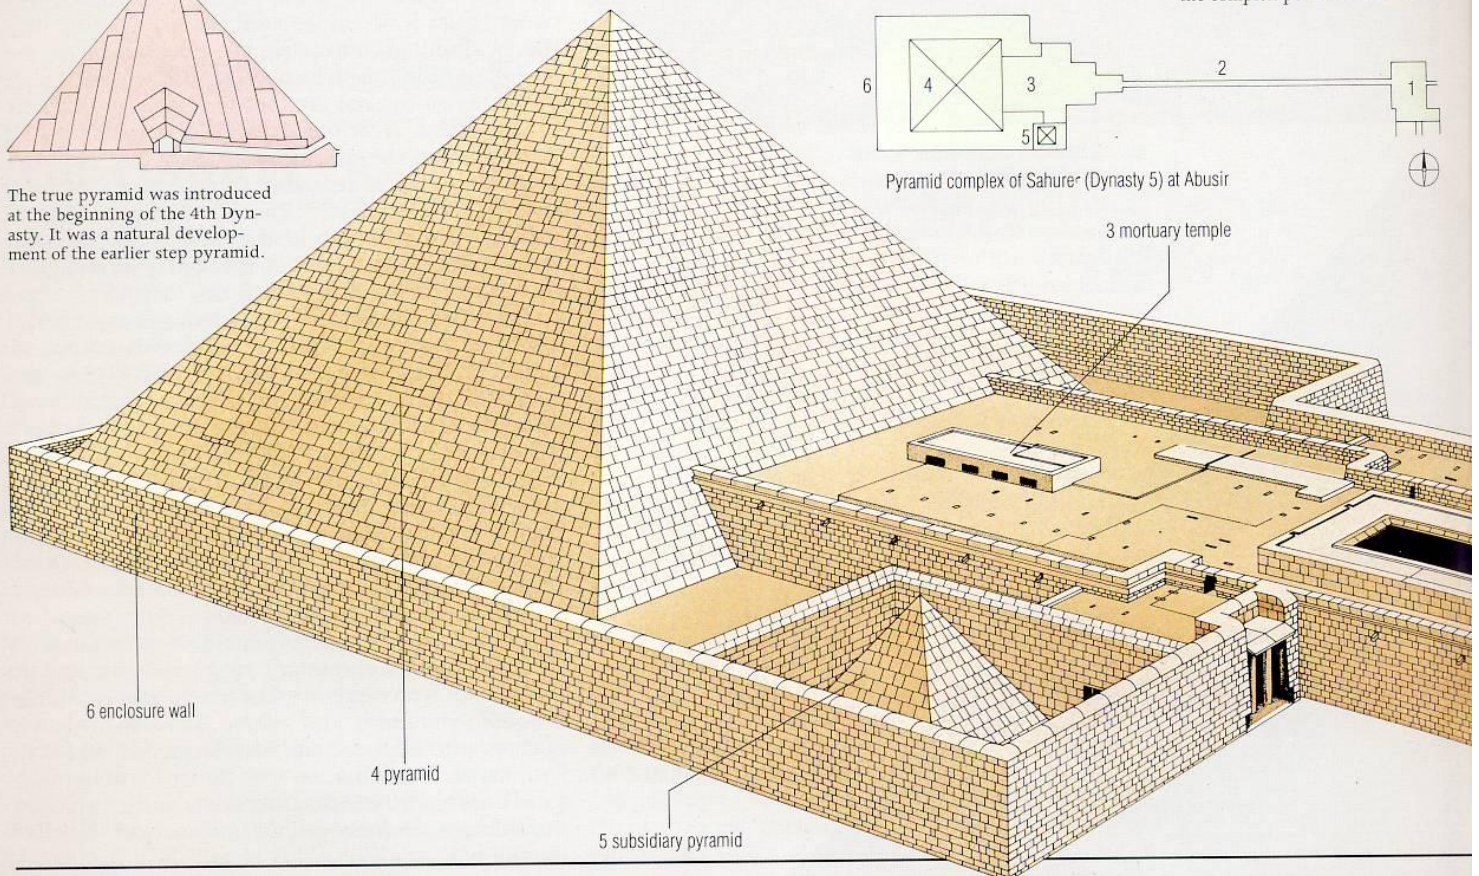 6
4
3
2
1
5
Pyramid complex of Sahureʿ (Dynasty 5) at Abusir
The true pyramid was introduced
at the beginning of the 4th Dyn-
asty. It was a natural develop-
ment of the earlier step pyramid.
3 mortuary temple
6 enclosure wall
4 pyramid
5 subsidiary pyramid